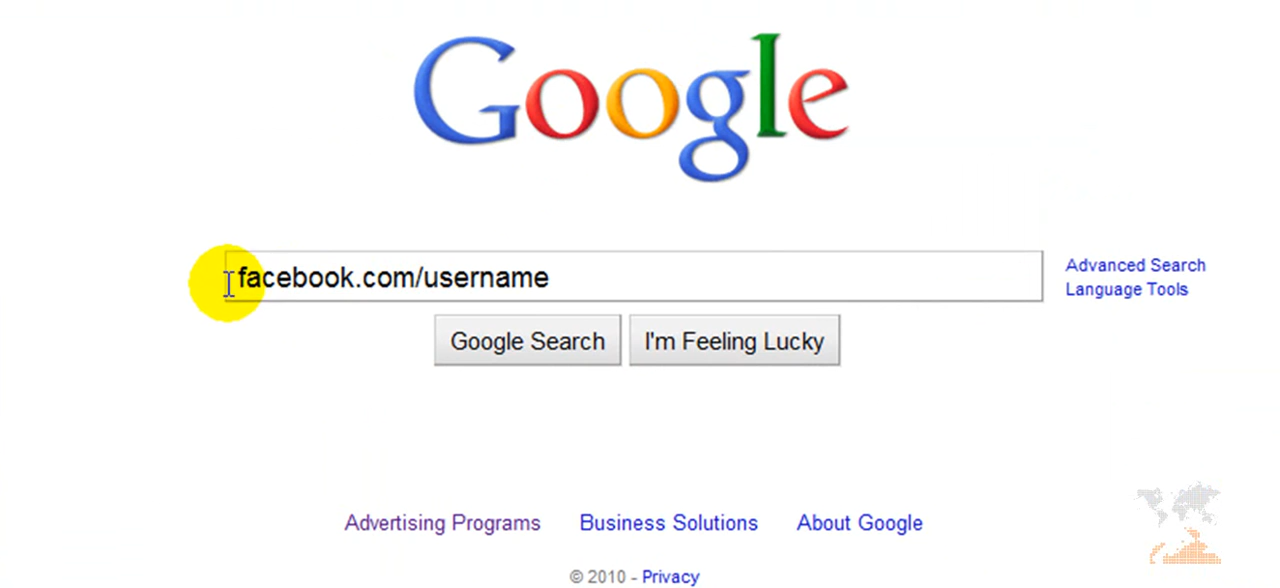 Google
facebook.com/username
Advanced Search
Language Tools
Google Search I'm Feeling Lucky
Advertising Programs Business Solutions About Google
© 2010 - Privacy